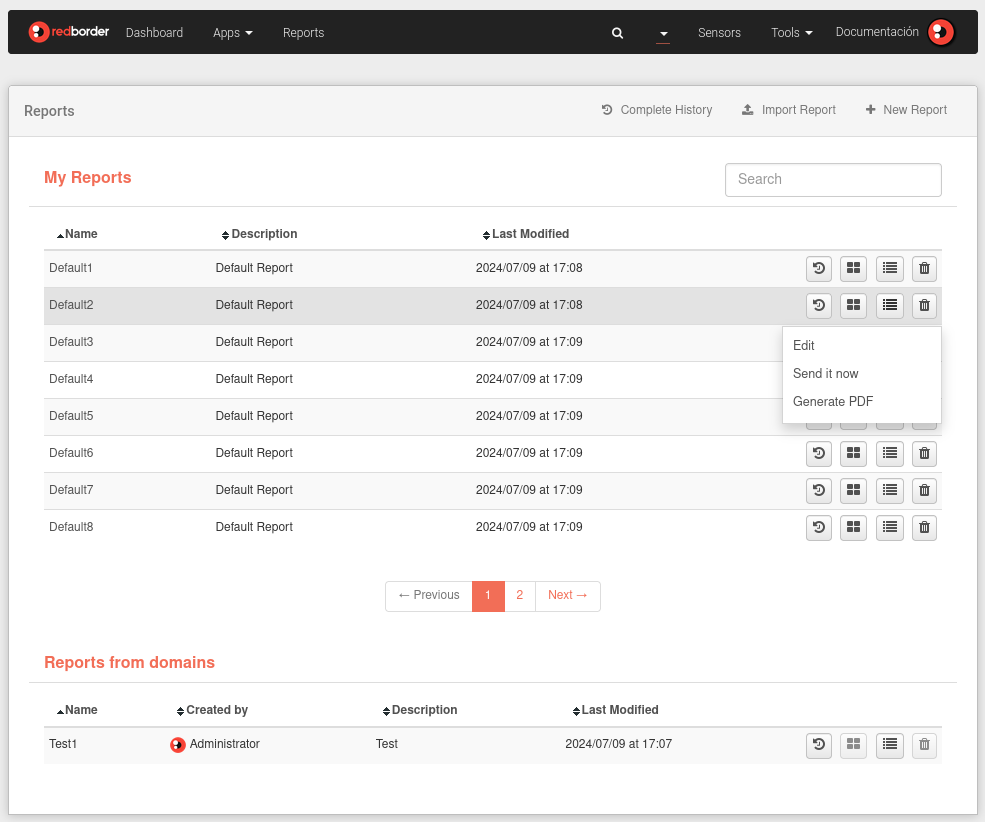 redborder Dashboard Apps Reports Sensors Tools Documentación
Reports Complete History Import Report New Report
My Reports Search
Name Description Last Modified
Default1 Default Report 2024/07/09 at 17:08
Default2 Default Report 2024/07/09 at 17:08
Default3 Default Report 2024/07/09 at 17:09
Edit
Send it now
Generate PDF
Default4 Default Report 2024/07/09 at 17:09
Default5 Default Report 2024/07/09 at 17:09
Default6 Default Report 2024/07/09 at 17:09
Default7 Default Report 2024/07/09 at 17:09
Default8 Default Report 2024/07/09 at 17:09
← Previous 1 2 Next →
Reports from domains
Name Created by Description Last Modified
Test1 Administrator Test 2024/07/09 at 17:07